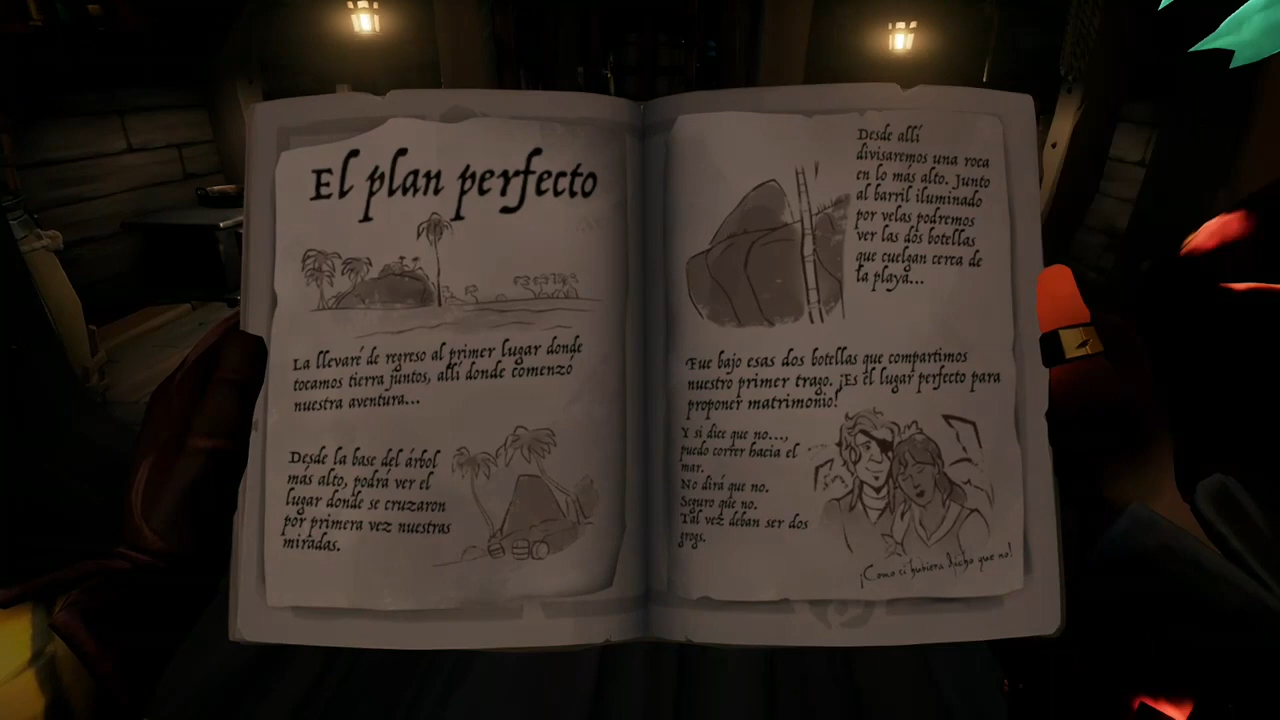 El plan perfecto
La llevaré de regreso al primer lugar donde
tocamos tierra juntos, allí donde comenzó
nuestra aventura...
Desde la base del árbol
más alto, podrá ver el
lugar donde se cruzaron
por primera vez nuestras
miradas.
Desde allí
divisaremos una roca
en lo más alto. Junto
al barril iluminado
por velas podremos
ver las dos botellas
que cuelgan cerca de
la playa...
Fue bajo esas dos botellas que compartimos
nuestro primer trago. ¡Es el lugar perfecto para
proponer matrimonio!
Y si dice que no...,
puedo correr hacia el
mar.
No dirá que no.
Seguro que no.
Tal vez deban ser dos
grogs.
¡Como si hubiera dicho que no!